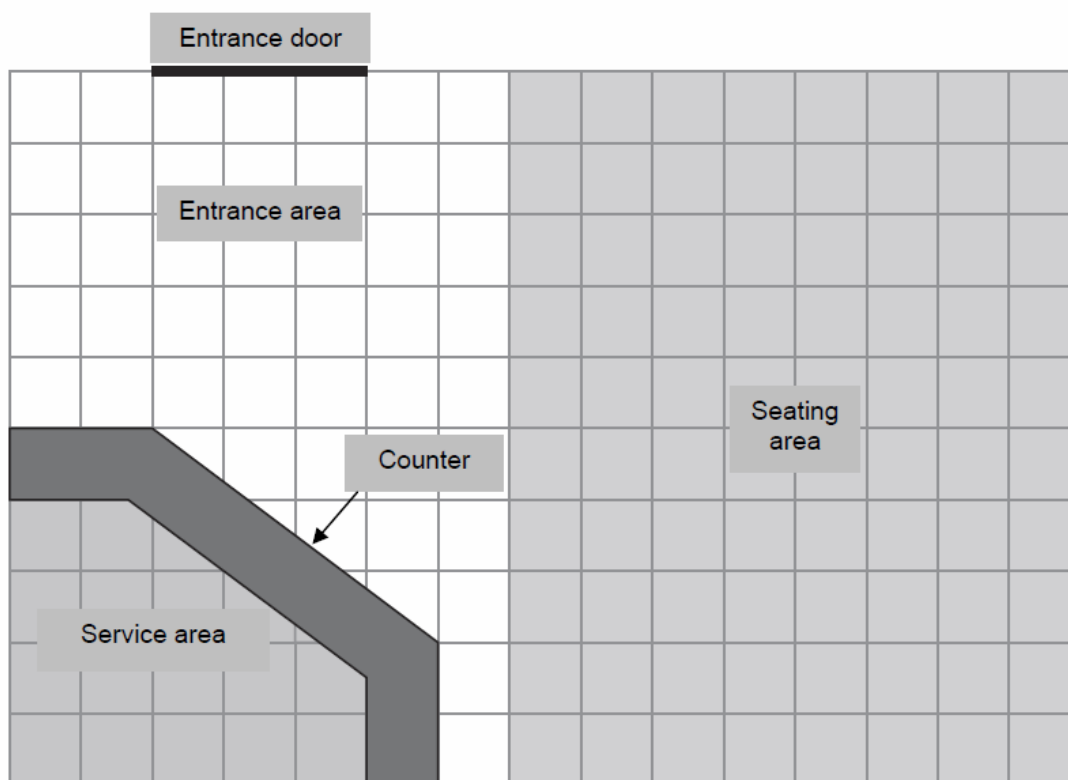 Entrance door
Entrance area
Counter
Seating
area
Service area